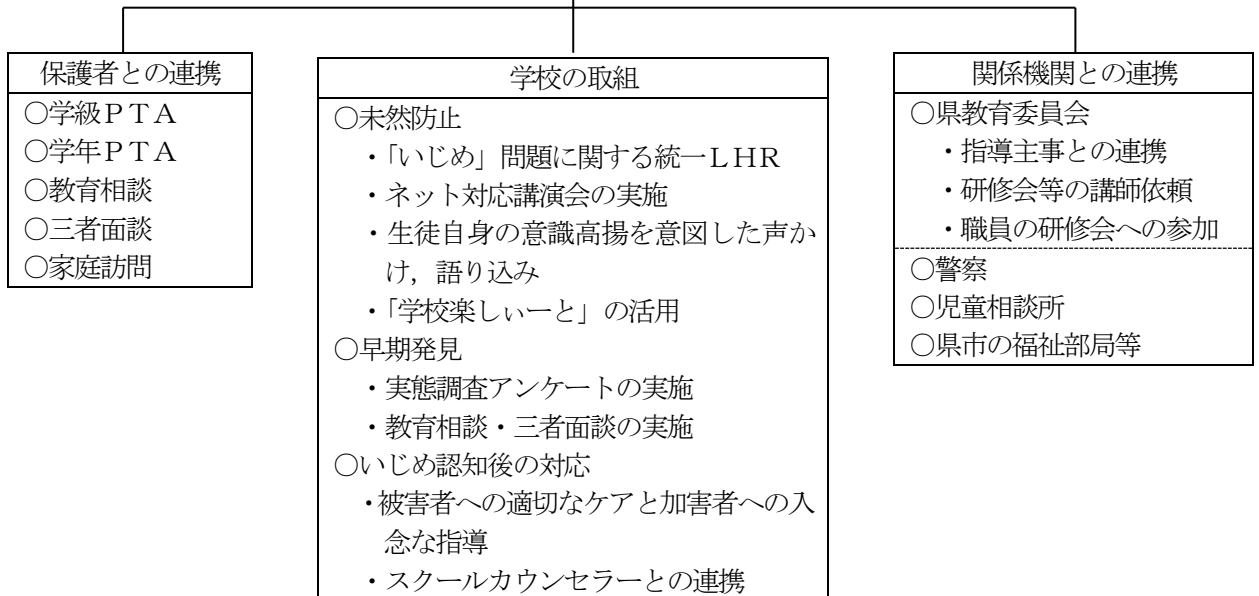 保護者との連携
○学級ＰＴＡ
○学年ＰＴＡ
○教育相談
○三者面談
○家庭訪問
学校の取組
○未然防止
・「いじめ」問題に関する統一ＬＨＲ
・ネット対応講演会の実施
・生徒自身の意識高揚を意図した声か
け，語り込み
・「学校楽しぃーと」の活用
○早期発見
・実態調査アンケートの実施
・教育相談・三者面談の実施
○いじめ認知後の対応
・被害者への適切なケアと加害者への入
念な指導
・スクールカウンセラーとの連携
関係機関との連携
○県教育委員会
・指導主事との連携
・研修会等の講師依頼
・職員の研修会への参加
○警察
○児童相談所
○県市の福祉部局等